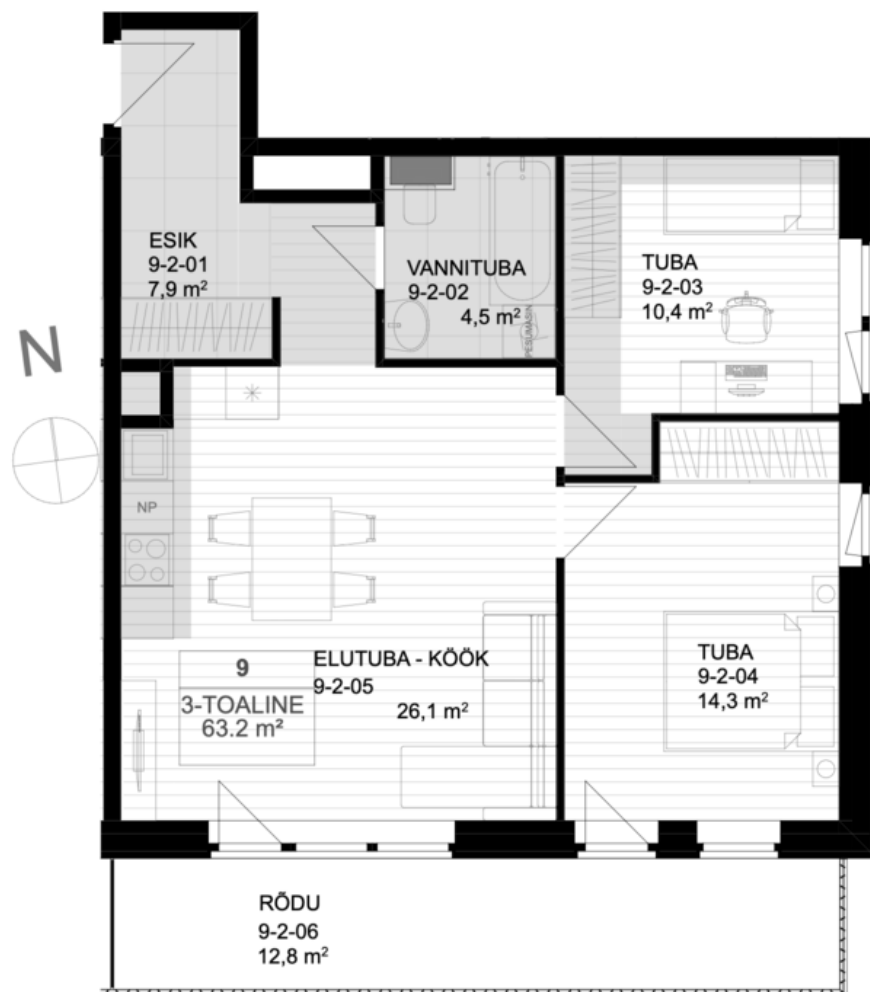 ESIK
9-2-01
7,9 m²
VANNITUBA
9-2-02
4,5 m²
PESUMASIN
TUBA
9-2-03
10,4 m²
N
NP
ELUTUBA - KÖÖK
9-2-05
26,1 m²
9
3-TOALINE
63.2 m²
TUBA
9-2-04
14,3 m²
RÕDU
9-2-06
12,8 m²